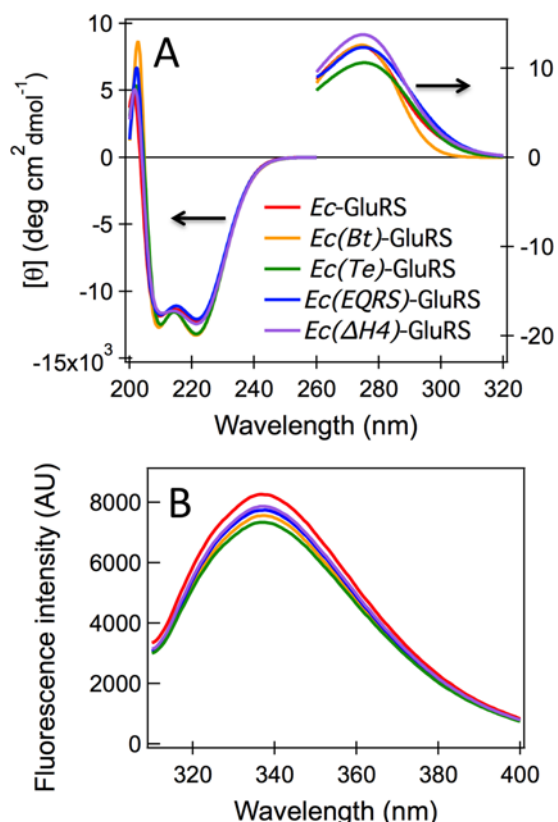 A
10
5
0
-5
-10
-15x10³
[θ] (deg cm² dmol⁻¹)
10
0
-10
-20
Ec-GluRS
Ec(Bt)-GluRS
Ec(Te)-GluRS
Ec(EQRS)-GluRS
Ec(ΔH4)-GluRS
200 220 240 260 280 300 320
Wavelength (nm)
B
8000
6000
4000
2000
0
Fluorescence intensity (AU)
320 340 360 380 400
Wavelength (nm)